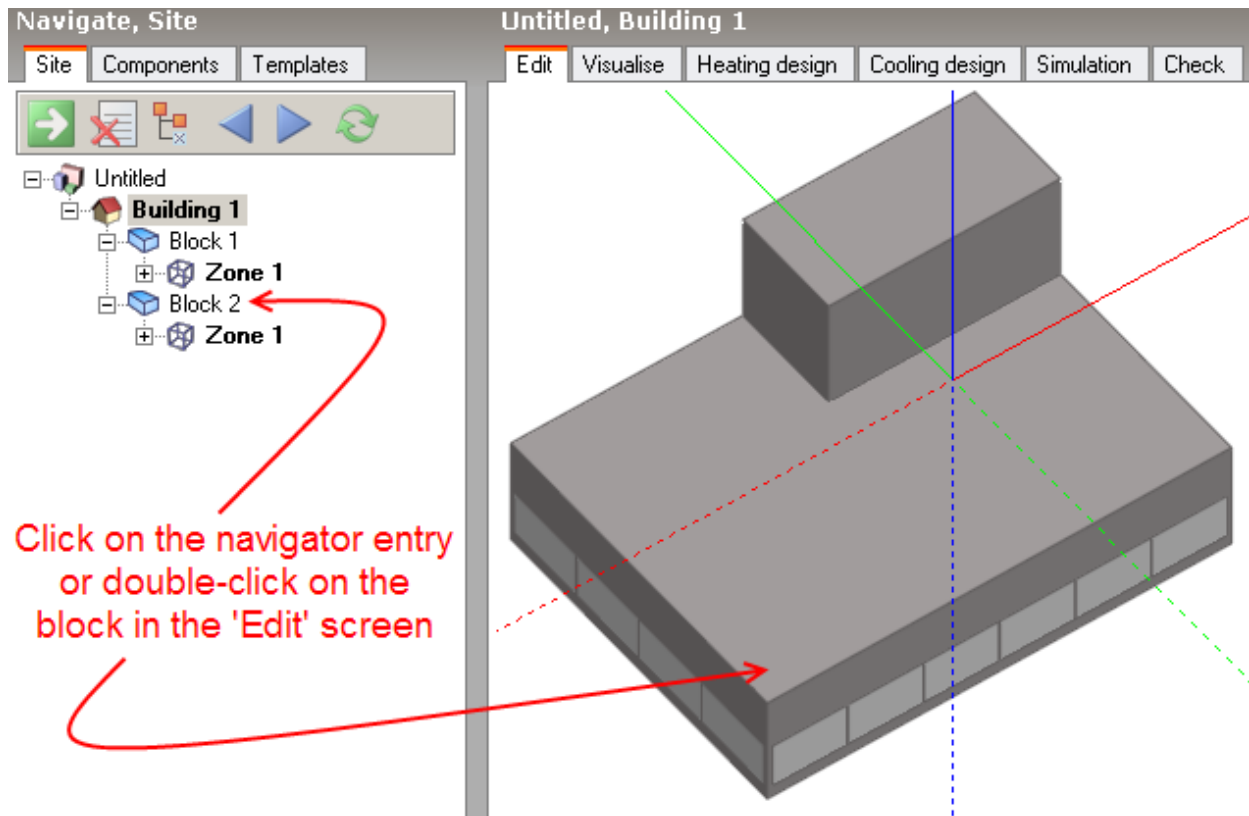 Navigate, Site
Site Components Templates
Untitled
Building 1
Block 1
Zone 1
Block 2
Zone 1
Click on the navigator entry
or double-click on the
block in the 'Edit' screen
Untitled, Building 1
Edit Visualise Heating design Cooling design Simulation Check